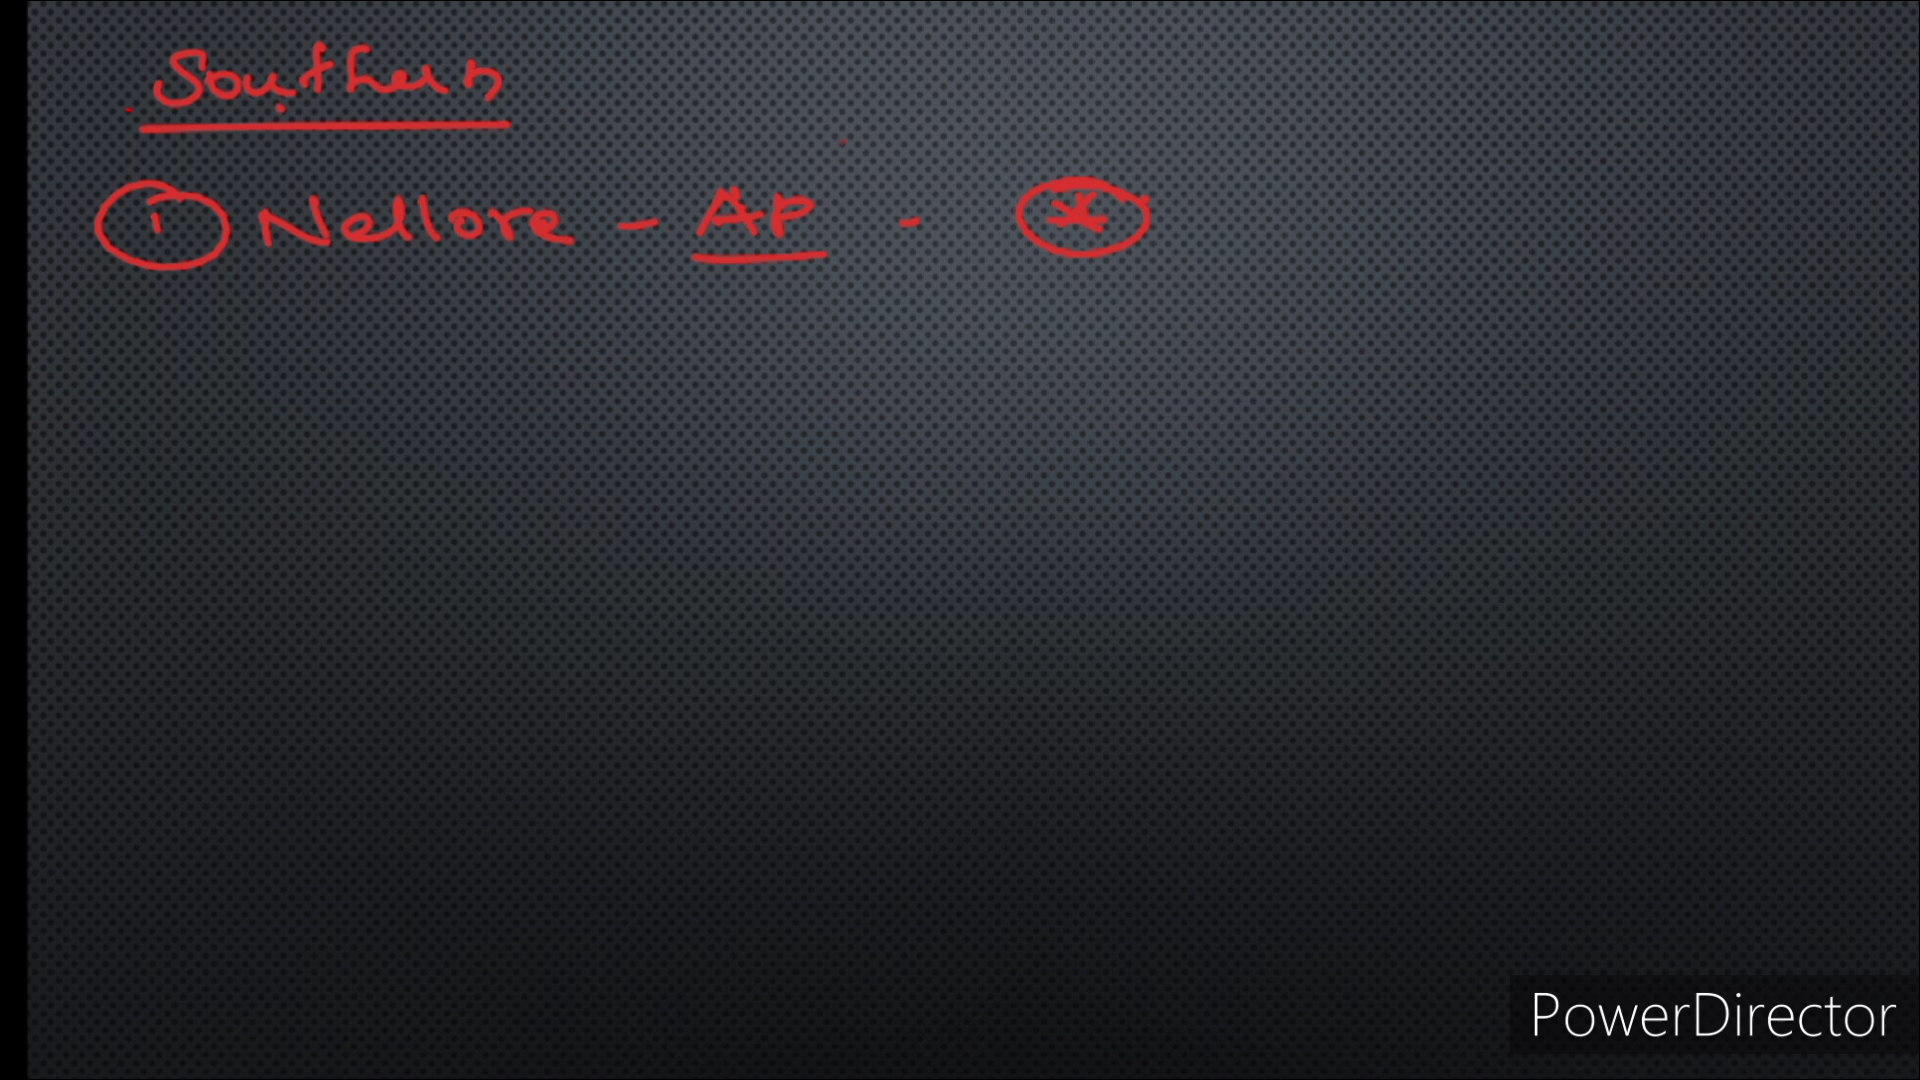 Southern
① Nellore - AP - *
PowerDirector